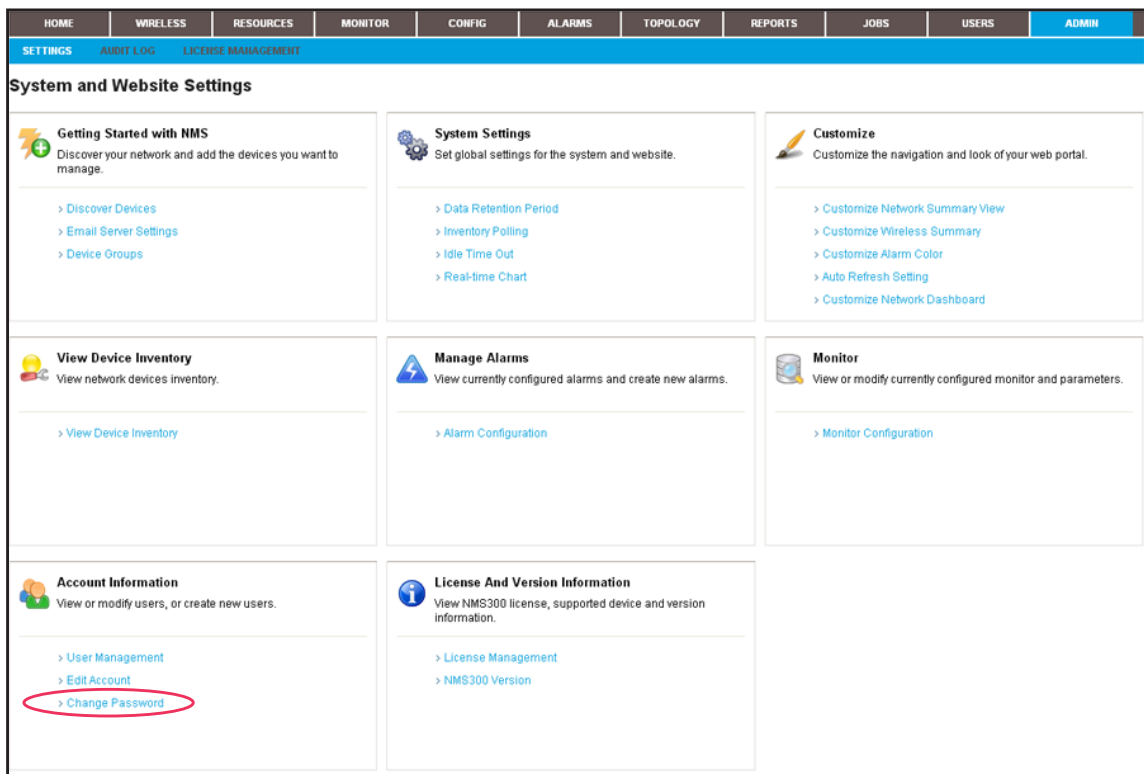 HOME WIRELESS RESOURCES MONITOR CONFIG ALARMS TOPOLOGY REPORTS JOBS USERS ADMIN
SETTINGS AUDIT LOG LICENSE MANAGEMENT
System and Website Settings
Getting Started with NMS
Discover your network and add the devices you want to
manage.
> Discover Devices
> Email Server Settings
> Device Groups
System Settings
Set global settings for the system and website.
> Data Retention Period
> Inventory Polling
> Idle Time Out
> Real-time Chart
Customize
Customize the navigation and look of your web portal.
> Customize Network Summary View
> Customize Wireless Summary
> Customize Alarm Color
> Auto Refresh Setting
> Customize Network Dashboard
View Device Inventory
View network devices inventory.
> View Device Inventory
Manage Alarms
View currently configured alarms and create new alarms.
> Alarm Configuration
Monitor
View or modify currently configured monitor and parameters.
> Monitor Configuration
Account Information
View or modify users, or create new users.
> User Management
> Edit Account
> Change Password
License And Version Information
View NMS300 license, supported device and version
information.
> License Management
> NMS300 Version